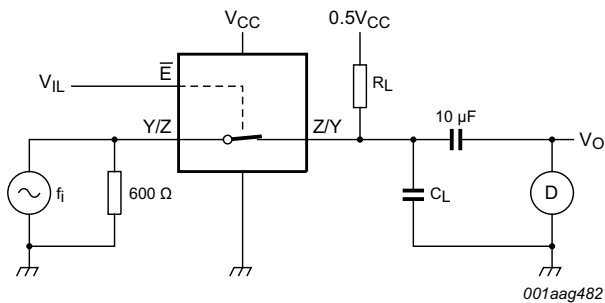 VCC
0.5VCC
E̅
VIL
RL
10 μF
Y/Z
Z/Y
VO
fi
600 Ω
CL
D
001aag482